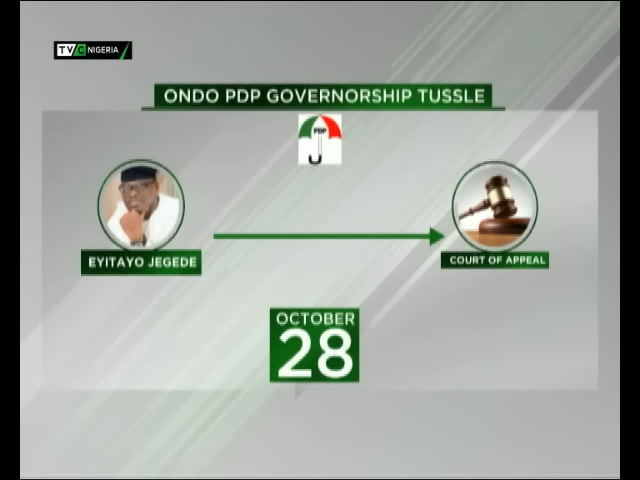 TVC NIGERIA
ONDO PDP GOVERNORSHIP TUSSLE
PDP
EYITAYO JEGEDE
COURT OF APPEAL
OCTOBER
28